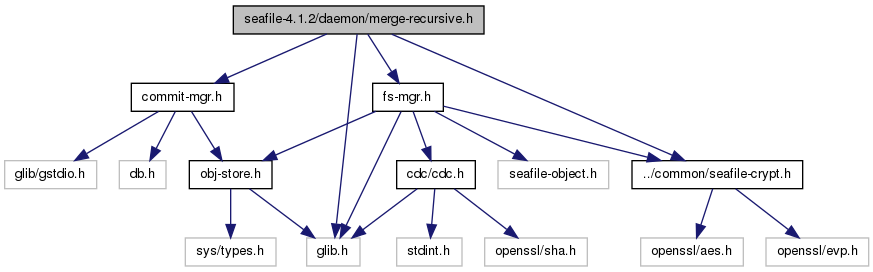 seafile-4.1.2/daemon/merge-recursive.h
commit-mgr.h
fs-mgr.h
glib/gstdio.h
db.h
obj-store.h
cdc/cdc.h
seafile-object.h
../common/seafile-crypt.h
sys/types.h
glib.h
stdint.h
openssl/sha.h
openssl/aes.h
openssl/evp.h